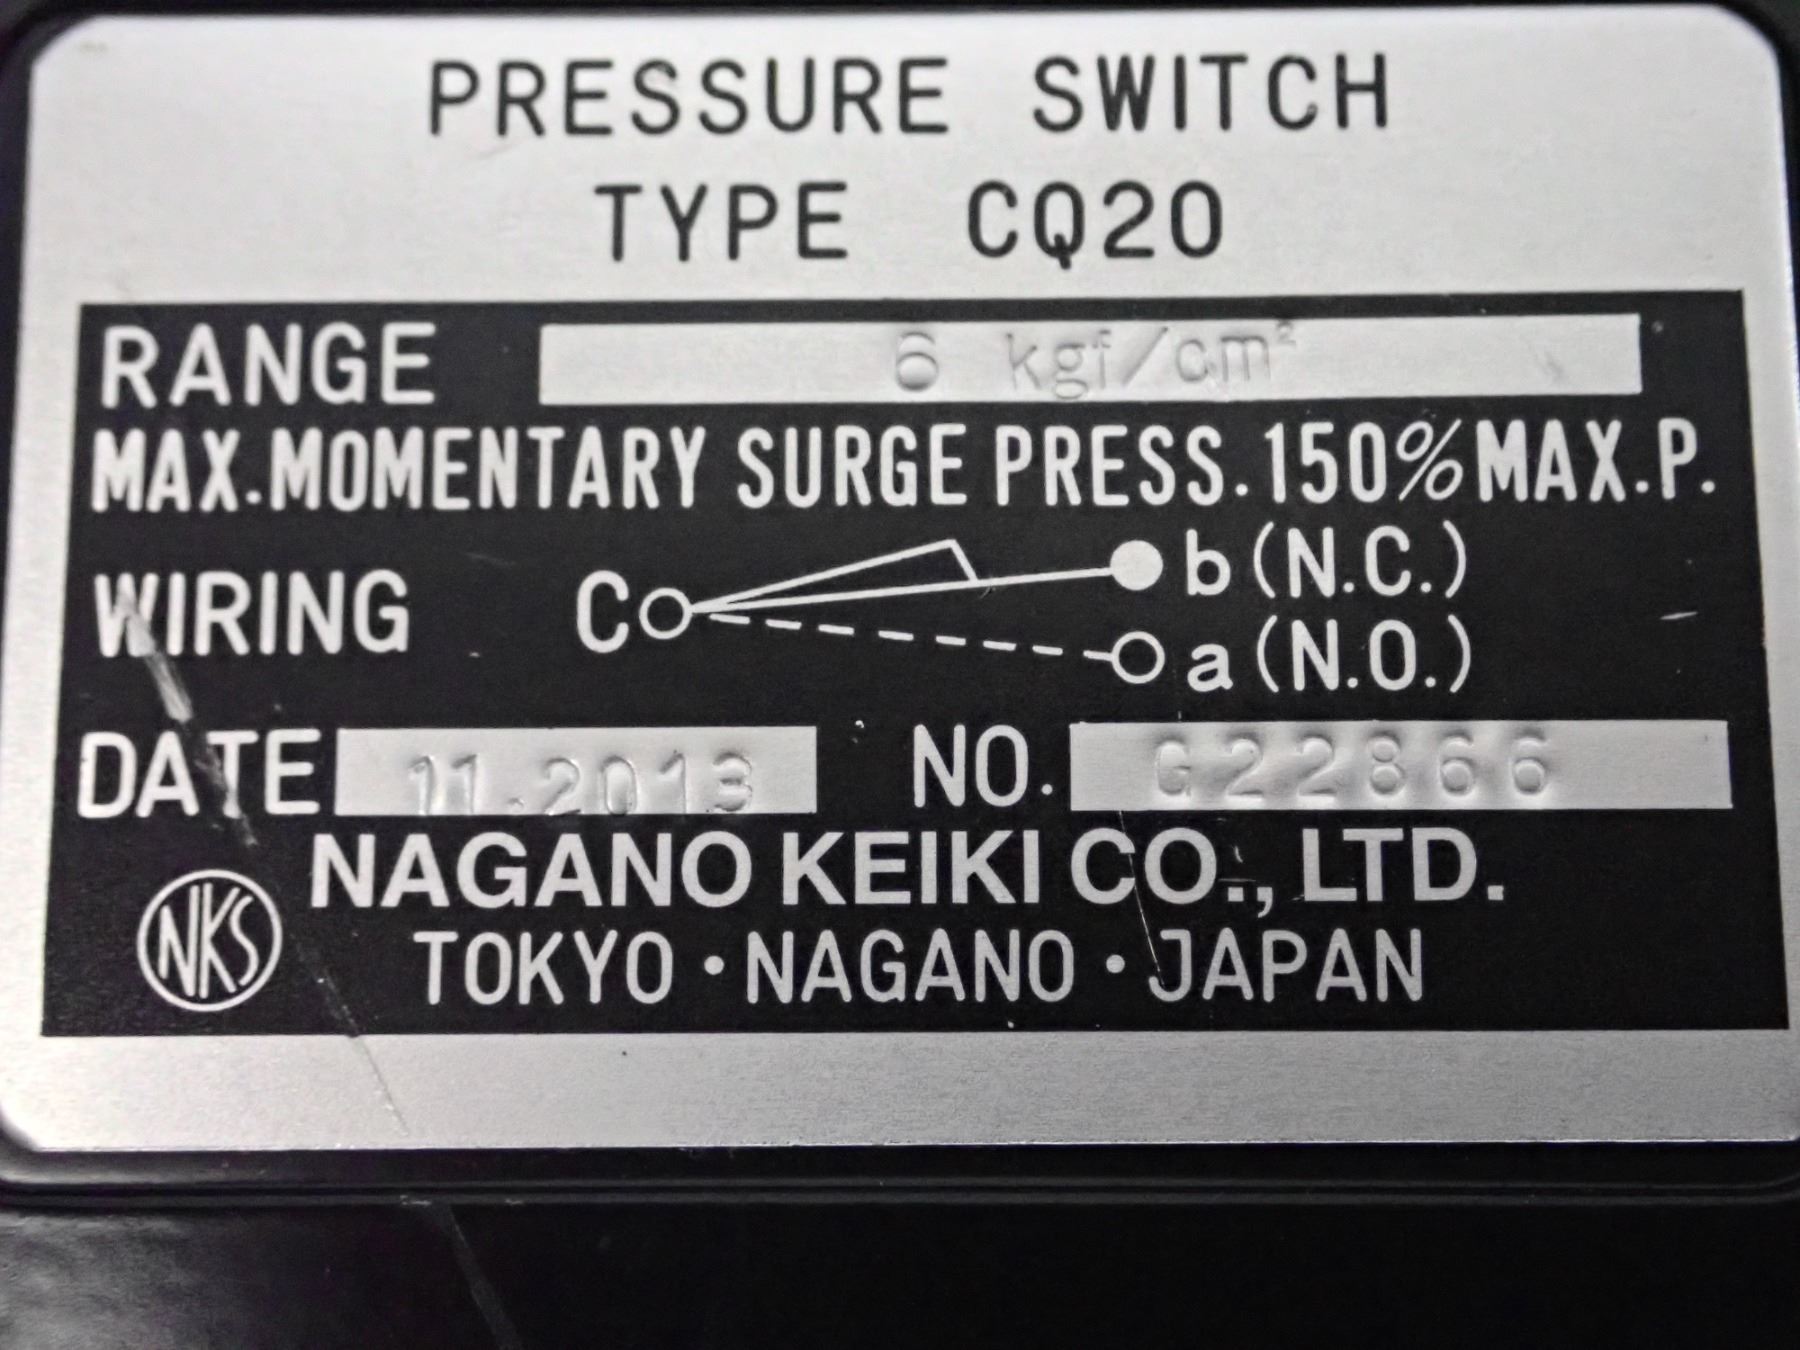 PRESSURE SWITCH
TYPE CQ20
RANGE 6 kgf/cm²
MAX.MOMENTARY SURGE PRESS.150%MAX.P.
WIRING C b (N.C.)
a (N.O.)
DATE 11.2013 NO. G22866
NAGANO KEIKI CO., LTD.
NKS TOKYO・NAGANO・JAPAN